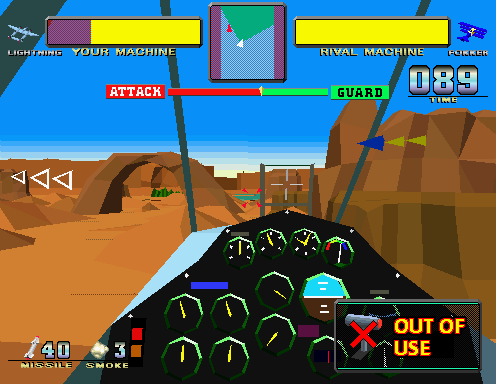 LIGHTNING YOUR MACHINE RIVAL MACHINE FOKKER
ATTACK GUARD
089
TIME
40 3
MISSILE SMOKE
OUT OF
USE